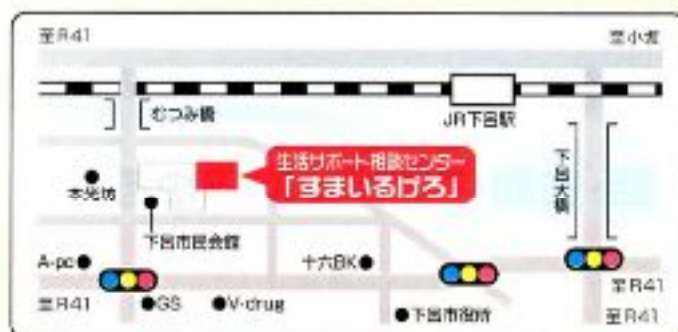 至R41
至小坂
むつみ橋
JR下呂駅
生活サポート相談センター
「すまいるげろ」
本光坊
下呂大橋
下呂市民会館
A-pc
十六BK
至R41
至R41
GS
V-drug
下呂市役所
至R41